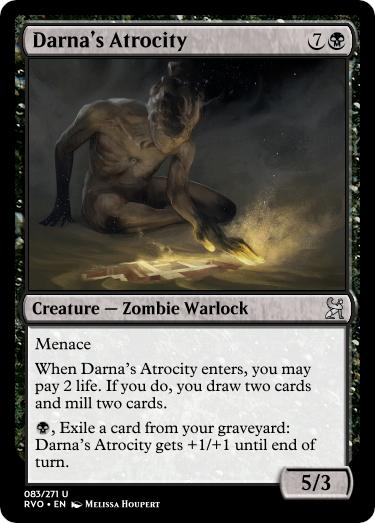 Darna's Atrocity 7
Creature — Zombie Warlock
Menace
When Darna's Atrocity enters, you may
pay 2 life. If you do, you draw two cards
and mill two cards.
, Exile a card from your graveyard:
Darna's Atrocity gets +1/+1 until end of
turn.
5/3
083/271 U
RVO • EN Melissa Houpert